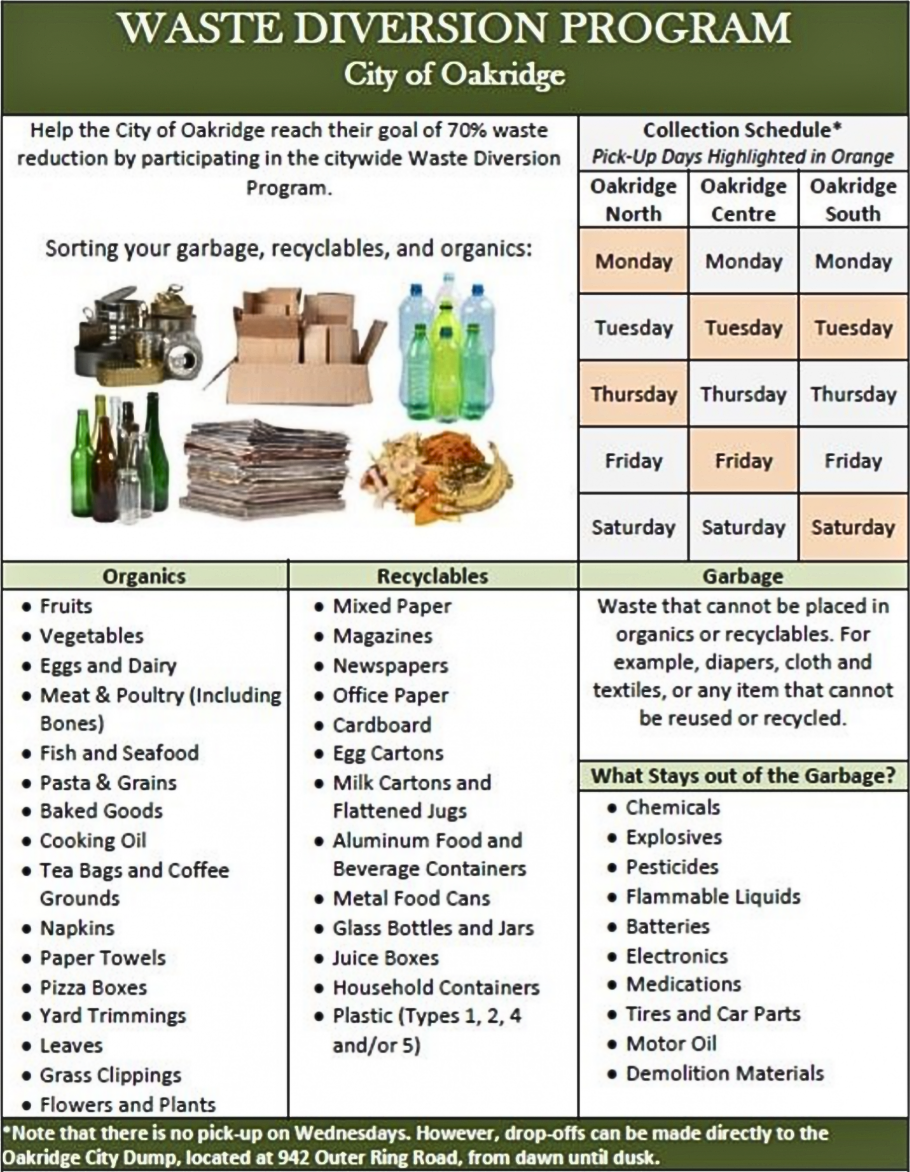 WASTE DIVERSION PROGRAM
City of Oakridge
Help the City of Oakridge reach their goal of 70% waste
reduction by participating in the citywide Waste Diversion
Program.
Sorting your garbage, recyclables, and organics:
Collection Schedule*
Pick-Up Days Highlighted in Orange
Oakridge North Oakridge Centre Oakridge South
Monday Monday Monday
Tuesday Tuesday Tuesday
Thursday Thursday Thursday
Friday Friday Friday
Saturday Saturday Saturday
Organics
• Fruits
• Vegetables
• Eggs and Dairy
• Meat & Poultry (Including
Bones)
• Fish and Seafood
• Pasta & Grains
• Baked Goods
• Cooking Oil
• Tea Bags and Coffee
Grounds
• Napkins
• Paper Towels
• Pizza Boxes
• Yard Trimmings
• Leaves
• Grass Clippings
• Flowers and Plants
Recyclables
• Mixed Paper
• Magazines
• Newspapers
• Office Paper
• Cardboard
• Egg Cartons
• Milk Cartons and
Flattened Jugs
• Aluminum Food and
Beverage Containers
• Metal Food Cans
• Glass Bottles and Jars
• Juice Boxes
• Household Containers
• Plastic (Types 1, 2, 4
and/or 5)
Garbage
Waste that cannot be placed in
organics or recyclables. For
example, diapers, cloth and
textiles, or any item that cannot
be reused or recycled.
What Stays out of the Garbage?
• Chemicals
• Explosives
• Pesticides
• Flammable Liquids
• Batteries
• Electronics
• Medications
• Tires and Car Parts
• Motor Oil
• Demolition Materials
*Note that there is no pick-up on Wednesdays. However, drop-offs can be made directly to the
Oakridge City Dump, located at 942 Outer Ring Road, from dawn until dusk.